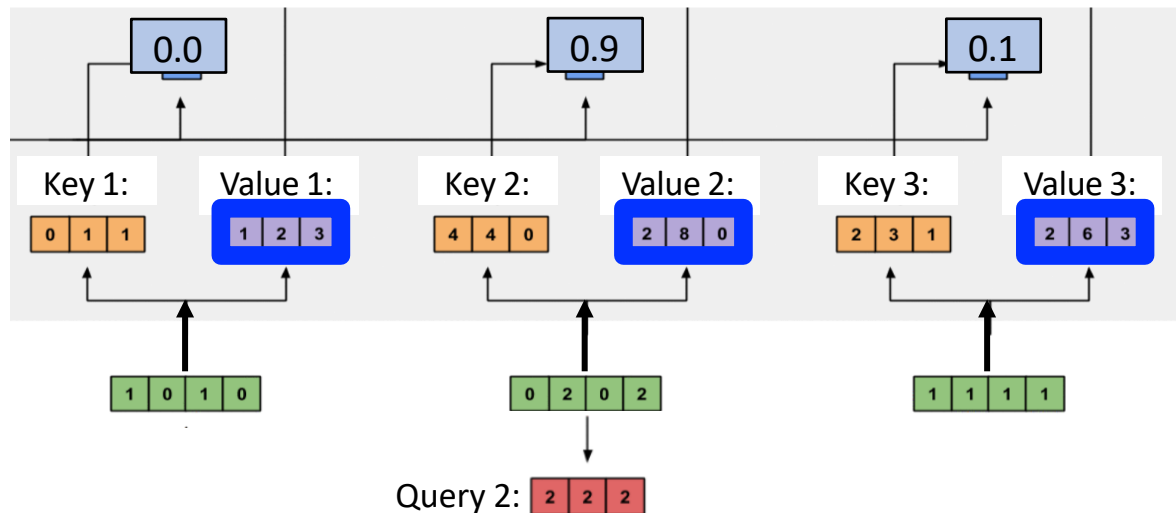 0.0 0.9 0.1
Key 1: Value 1: Key 2: Value 2: Key 3: Value 3:
0 1 1 1 2 3 4 4 0 2 8 0 2 3 1 2 6 3
1 0 1 0 0 2 0 2 1 1 1 1
Query 2: 2 2 2